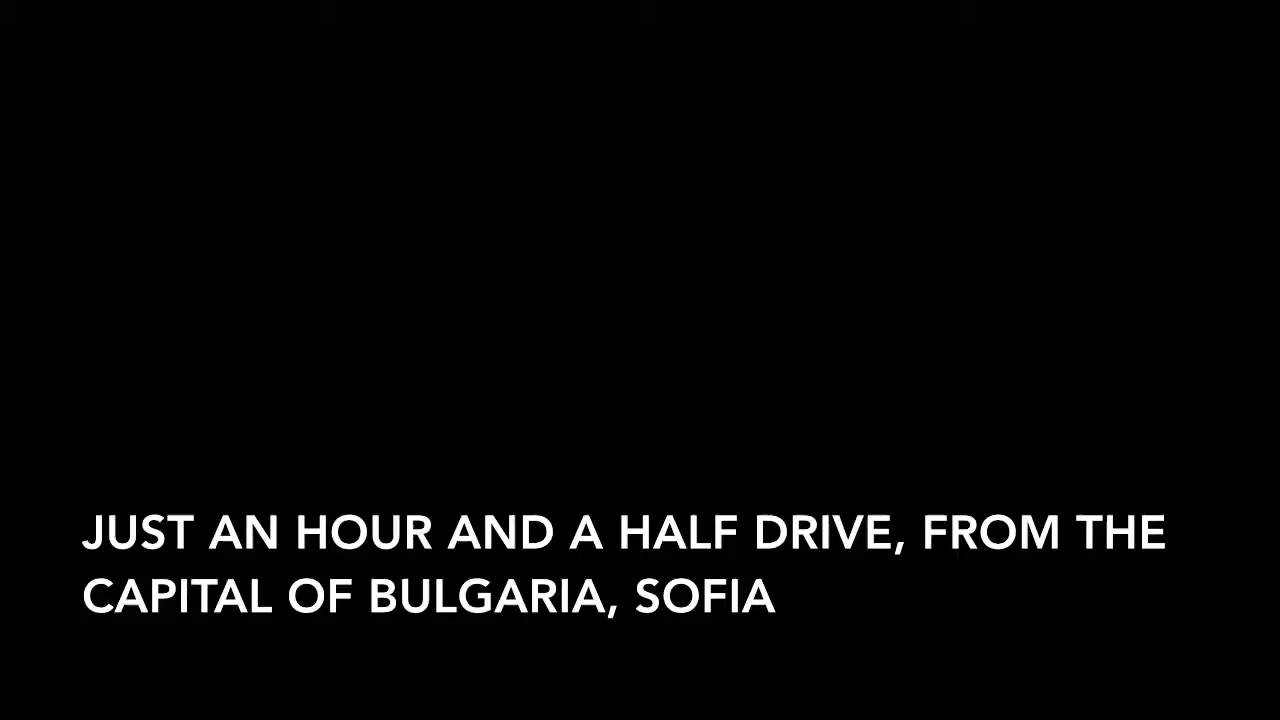 JUST AN HOUR AND A HALF DRIVE, FROM THE
CAPITAL OF BULGARIA, SOFIA